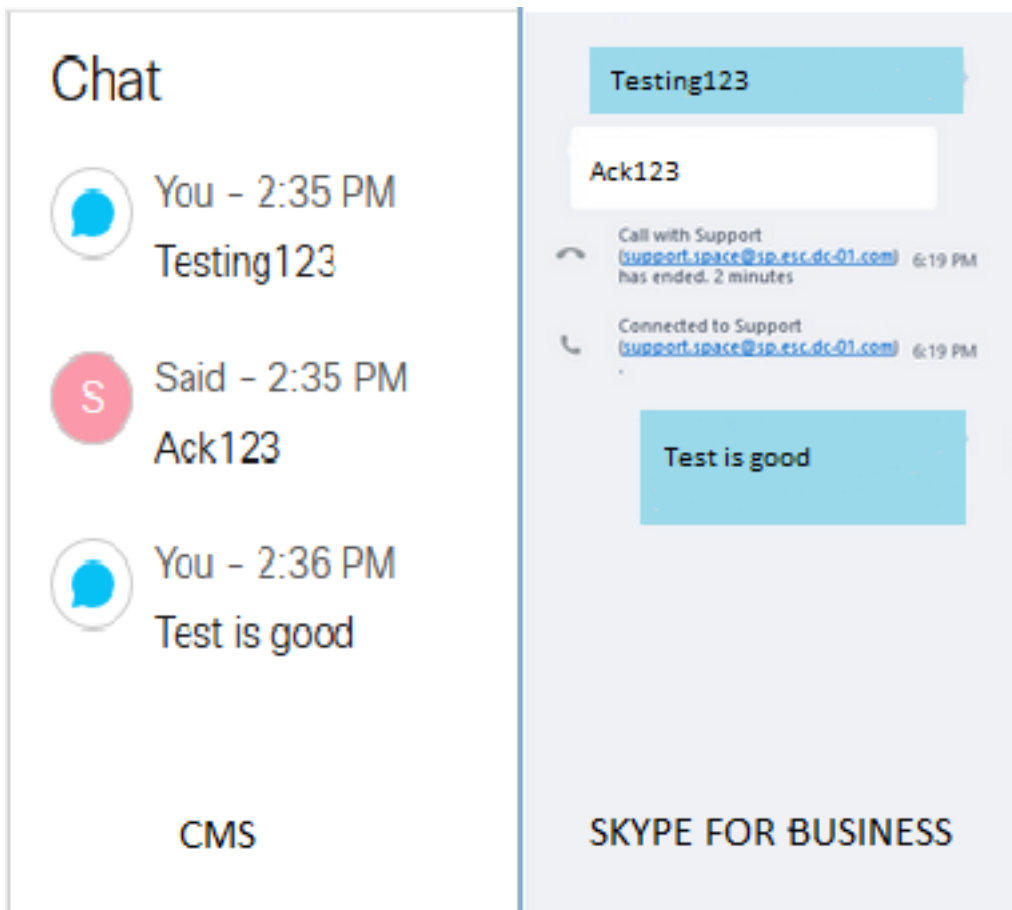 Chat
You – 2:35 PM
Testing123
S
Said – 2:35 PM
Ack123
You – 2:36 PM
Test is good
CMS
Testing123
Ack123
Call with Support
(support.space@sp.esc.dc-01.com) 6:19 PM
has ended. 2 minutes
Connected to Support
(support.space@sp.esc.dc-01.com) 6:19 PM
.
Test is good
SKYPE FOR BUSINESS